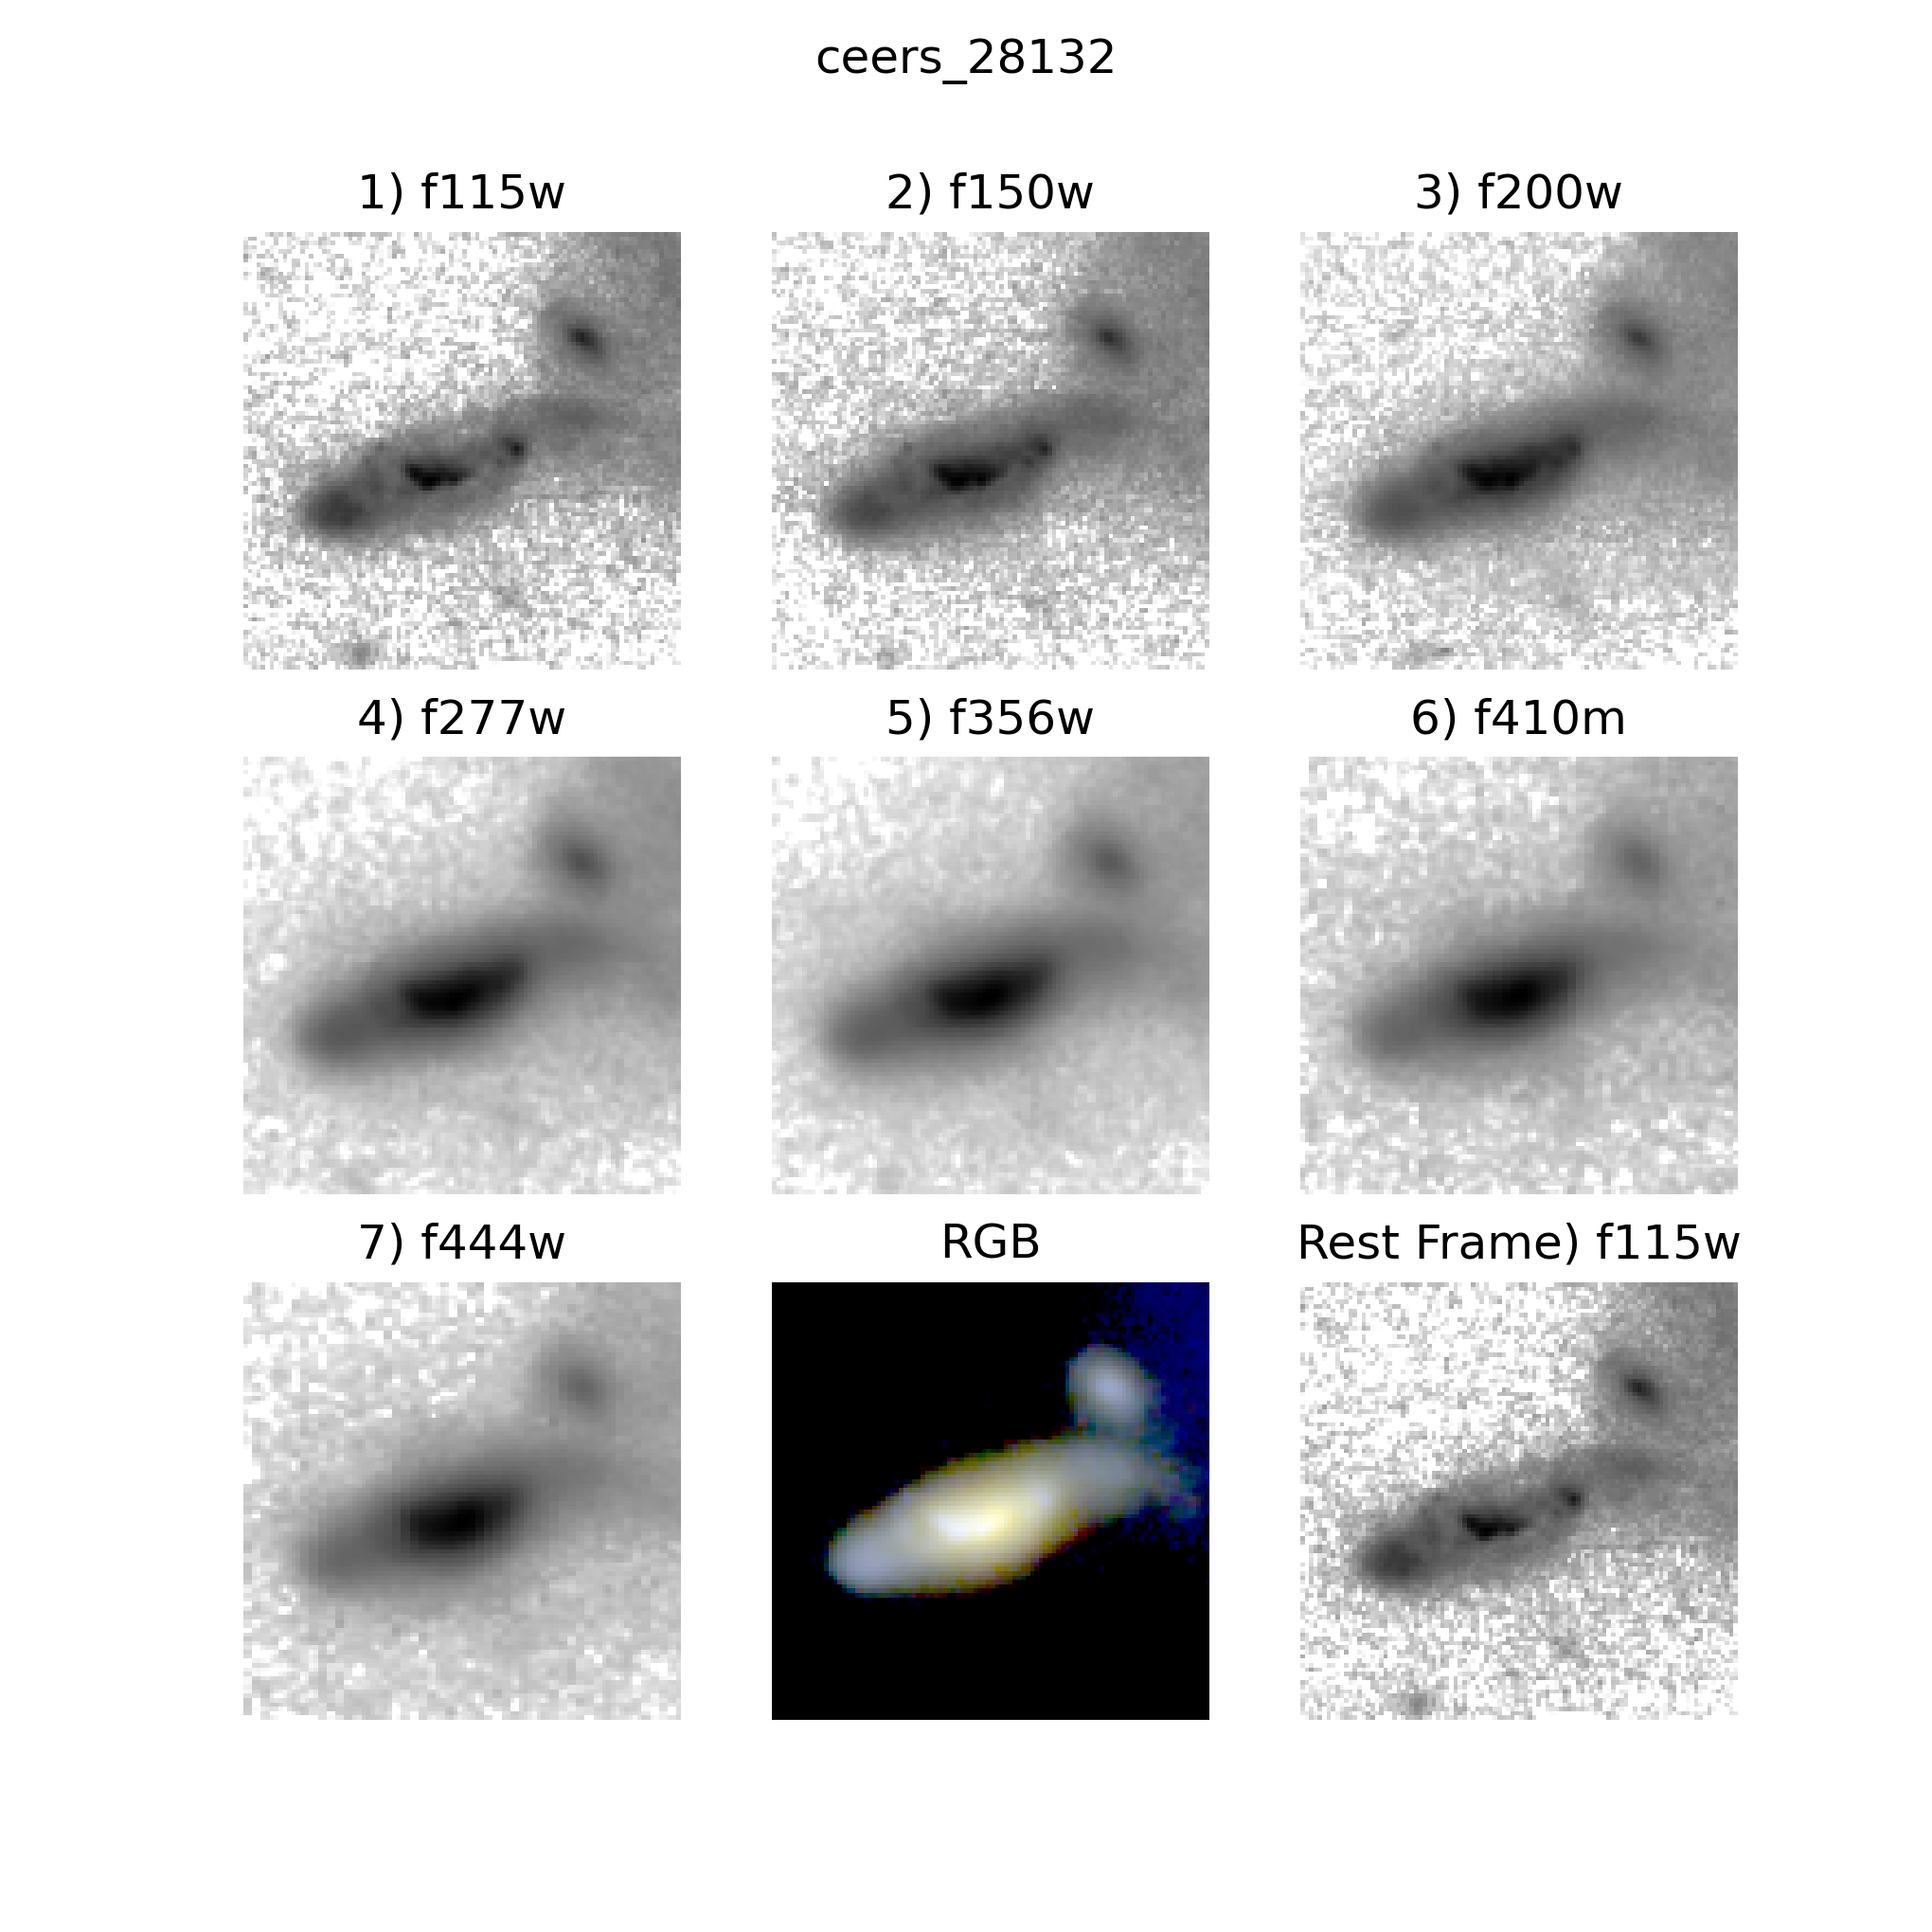 ceers_28132
1) f115w
2) f150w
3) f200w
4) f277w
5) f356w
6) f410m
7) f444w
RGB
Rest Frame) f115w